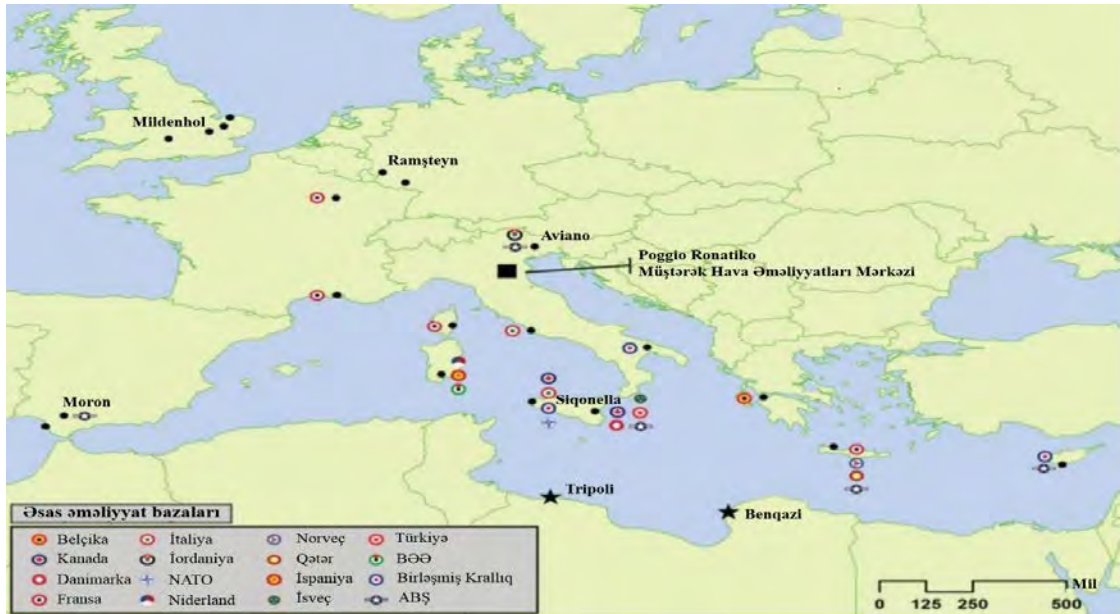 Mildenhol
Ramşteyn
Aviano
Poggio Ronatiko
Müştərək Hava Əməliyyatları Mərkəzi
Siqonella
Moron
Tripoli
Benqazi
Əsas əməliyyat bazaları
Belçika
İtaliya
Norveç
Türkiyə
Kanada
İordaniya
Qətər
BƏƏ
Danimarka
NATO
İspaniya
Birləşmiş Krallıq
Fransa
Niderland
İsveç
ABŞ
Mil
0 125 250 500